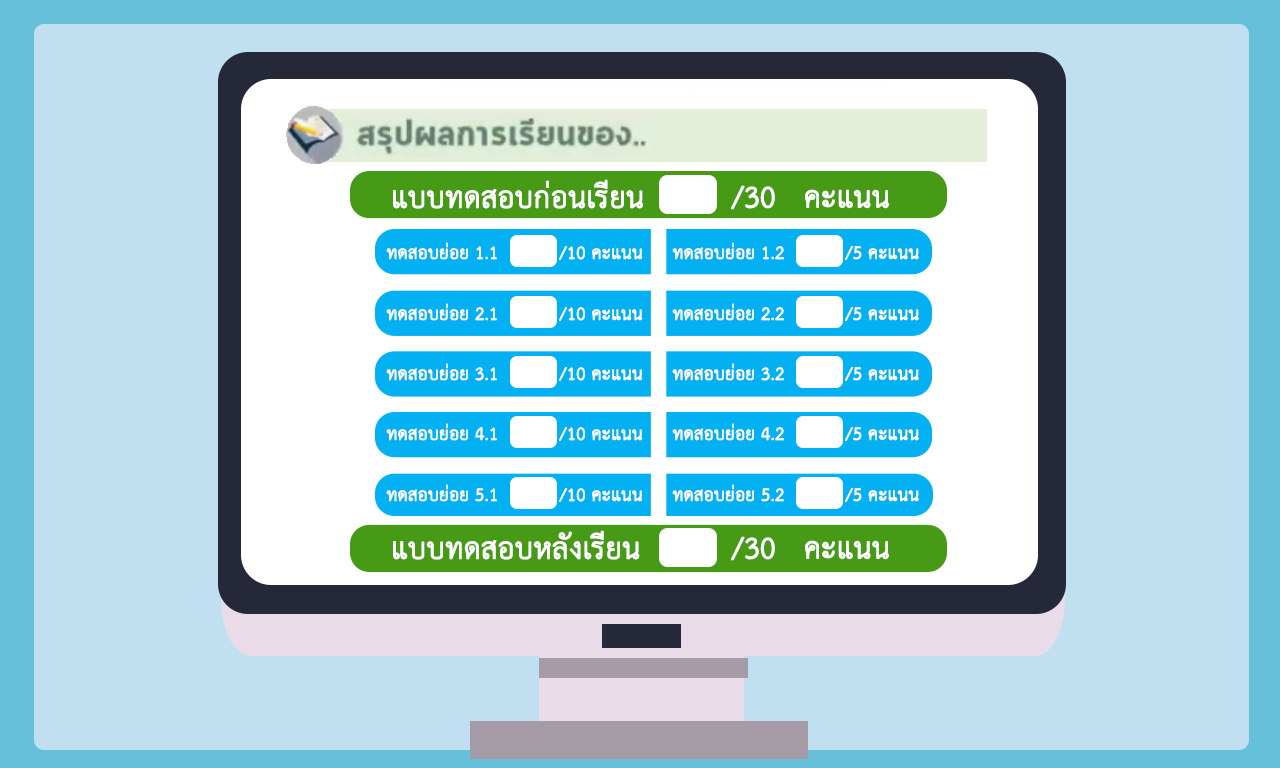 สรุปผลการเรียนของ..
แบบทดสอบก่อนเรียน /30 คะแนน
ทดสอบย่อย 1.1 /10 คะแนน ทดสอบย่อย 1.2 /5 คะแนน
ทดสอบย่อย 2.1 /10 คะแนน ทดสอบย่อย 2.2 /5 คะแนน
ทดสอบย่อย 3.1 /10 คะแนน ทดสอบย่อย 3.2 /5 คะแนน
ทดสอบย่อย 4.1 /10 คะแนน ทดสอบย่อย 4.2 /5 คะแนน
ทดสอบย่อย 5.1 /10 คะแนน ทดสอบย่อย 5.2 /5 คะแนน
แบบทดสอบหลังเรียน /30 คะแนน